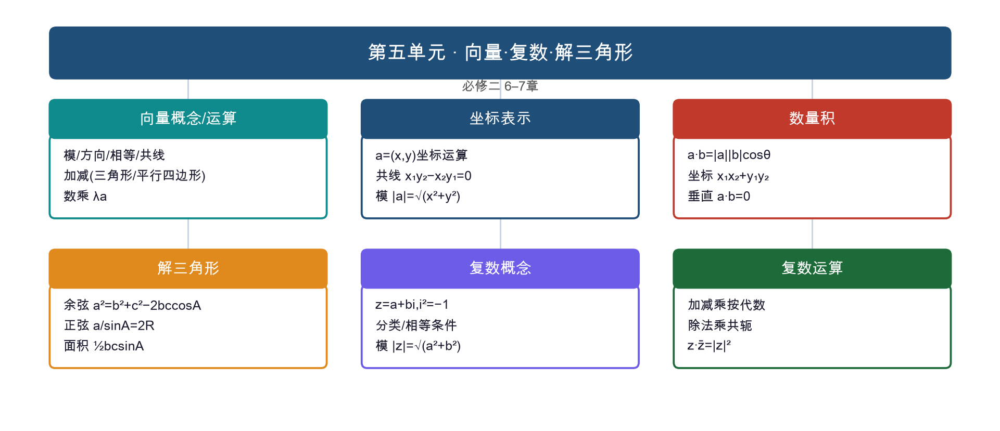 第五单元 · 向量·复数·解三角形
必修二 6–7章
向量概念/运算
模/方向/相等/共线
加减(三角形/平行四边形)
数乘 λa
坐标表示
a=(x,y)坐标运算
共线 x₁y₂−x₂y₁=0
模 |a|=√(x²+y²)
数量积
a·b=|a||b|cosθ
坐标 x₁x₂+y₁y₂
垂直 a·b=0
解三角形
余弦 a²=b²+c²−2bccosA
正弦 a/sinA=2R
面积 ½bcsinA
复数概念
z=a+bi,i²=−1
分类/相等条件
模 |z|=√(a²+b²)
复数运算
加减乘按代数
除法乘共轭
z·z̄=|z|²